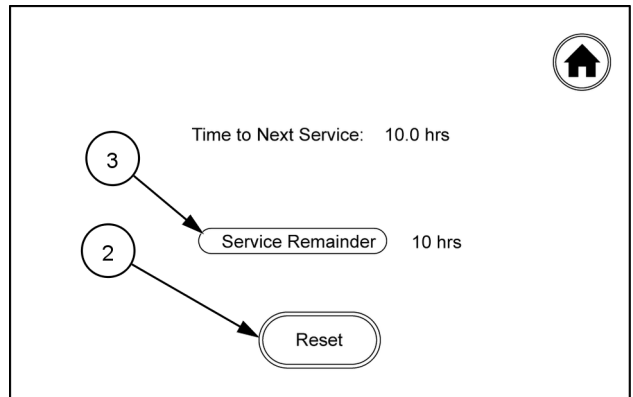 Time to Next Service: 10.0 hrs
3
Service Remainder 10 hrs
2
Reset